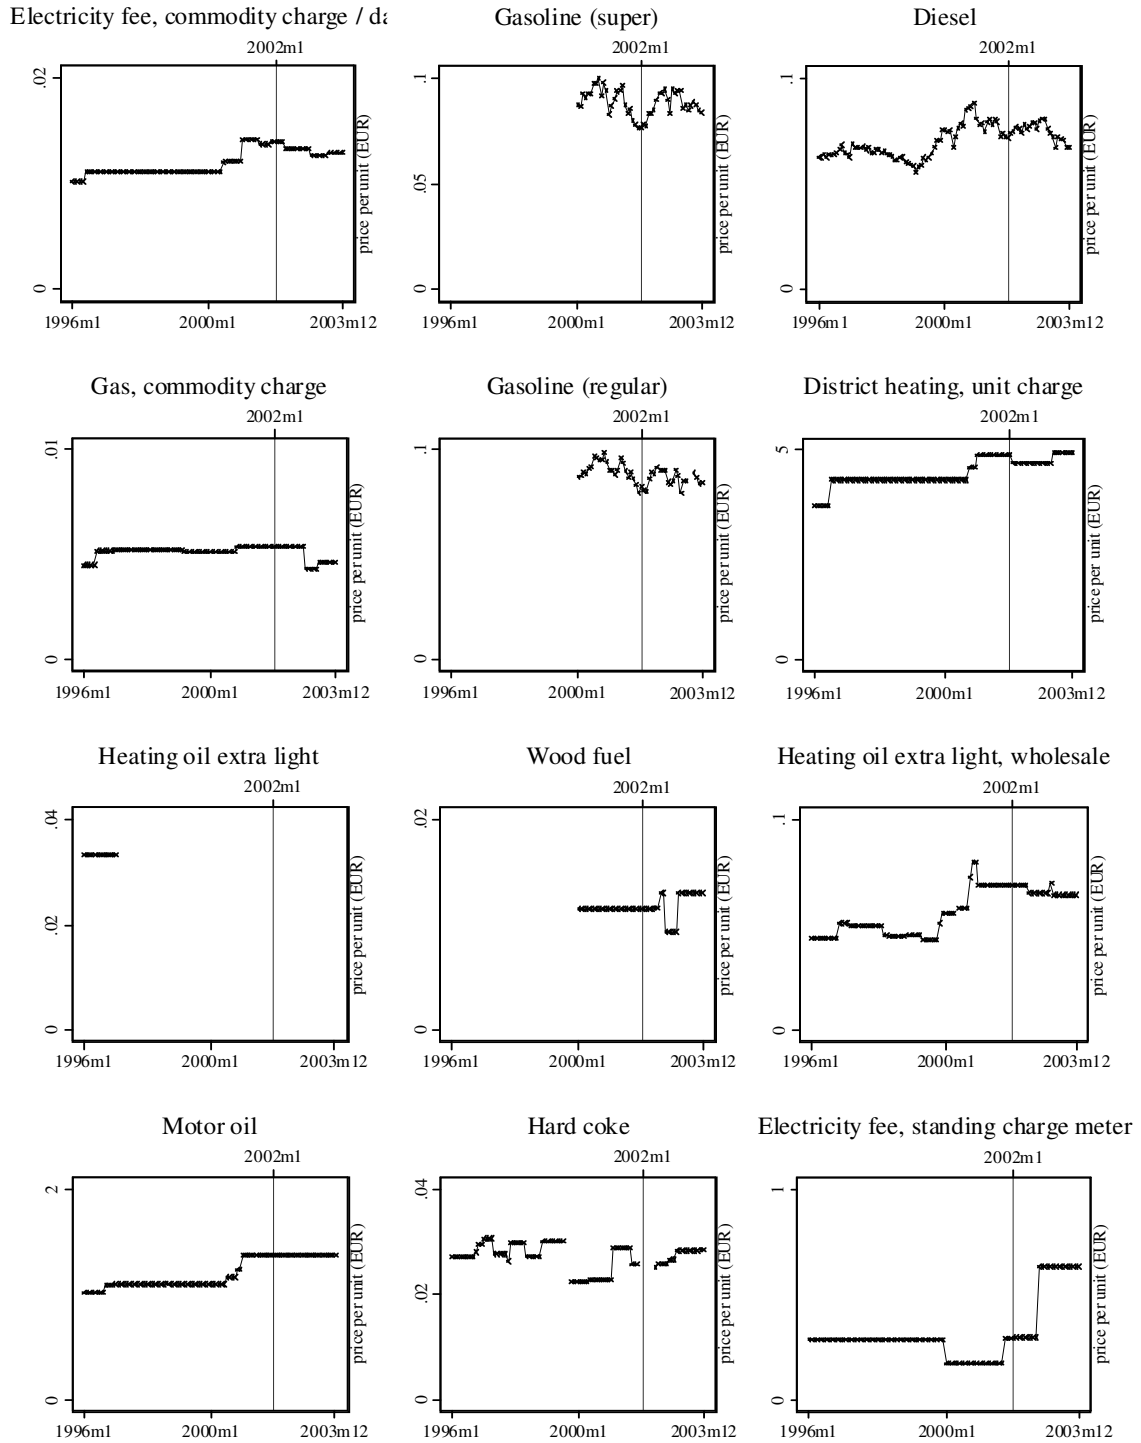 Electricity fee, commodity charge / da
2002m1
.02
0
1996m1 2000m1 2003m12
price per unit (EUR)
Gasoline (super)
2002m1
.1
.05
0
1996m1 2000m1 2003m12
price per unit (EUR)
Diesel
2002m1
.1
0
1996m1 2000m1 2003m12
price per unit (EUR)
Gas, commodity charge
2002m1
.01
0
1996m1 2000m1 2003m12
price per unit (EUR)
Gasoline (regular)
2002m1
.1
.05
0
1996m1 2000m1 2003m12
price per unit (EUR)
District heating, unit charge
2002m1
5
0
1996m1 2000m1 2003m12
price per unit (EUR)
Heating oil extra light
2002m1
.04
.02
0
1996m1 2000m1 2003m12
price per unit (EUR)
Wood fuel
2002m1
.02
0
1996m1 2000m1 2003m12
price per unit (EUR)
Heating oil extra light, wholesale
2002m1
.1
0
1996m1 2000m1 2003m12
price per unit (EUR)
Motor oil
2002m1
2
0
1996m1 2000m1 2003m12
price per unit (EUR)
Hard coke
2002m1
.04
.02
0
1996m1 2000m1 2003m12
price per unit (EUR)
Electricity fee, standing charge meter
2002m1
1
0
1996m1 2000m1 2003m12
price per unit (EUR)